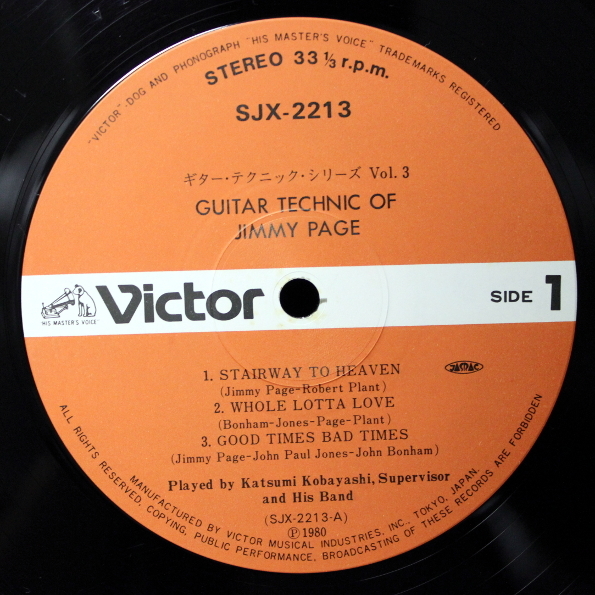 "VICTOR"-DOG AND PHONOGRAPH "HIS MASTER'S VOICE" TRADEMARKS REGISTERED
STEREO 33 1/3 r.p.m.
SJX-2213
ギター・テクニック・シリーズ Vol. 3
GUITAR TECHNIC OF
JIMMY PAGE
"HIS MASTER'S VOICE"
Victor
SIDE 1
1. STAIRWAY TO HEAVEN
(Jimmy Page-Robert Plant)
2. WHOLE LOTTA LOVE
(Bonham-Jones-Page-Plant)
3. GOOD TIMES BAD TIMES
(Jimmy Page-John Paul Jones-John Bonham)
JASRAC
Played by Katsumi Kobayashi, Supervisor
and His Band
(SJX-2213-A)
Ⓟ1980
MANUFACTURED BY VICTOR MUSICAL INDUSTRIES, INC., TOKYO, JAPAN.
ALL RIGHTS RESERVED, COPYING, PUBLIC PERFORMANCE, BROADCASTING OF THESE RECORDS ARE FORBIDDEN